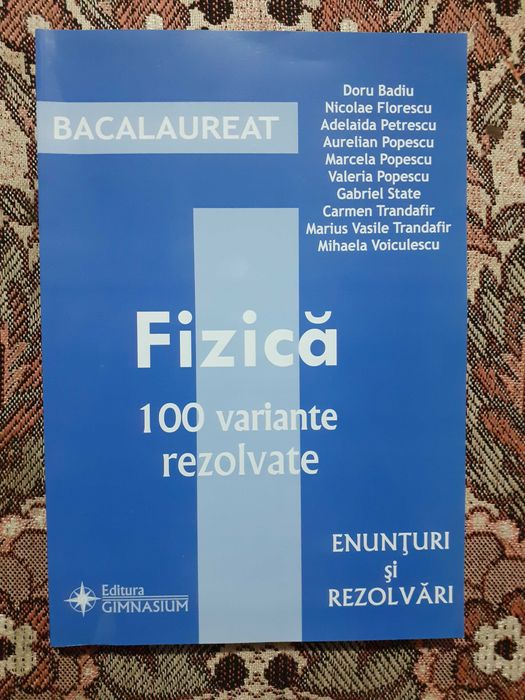 Doru Badiu
Nicolae Florescu
Adelaida Petrescu
Aurelian Popescu
Marcela Popescu
Valeria Popescu
Gabriel State
Carmen Trandafir
Marius Vasile Trandafir
Mihaela Voiculescu
BACALAUREAT
Fizică
100 variante
rezolvate
ENUNŢURI
şi
REZOLVĂRI
Editura
GIMNASIUM